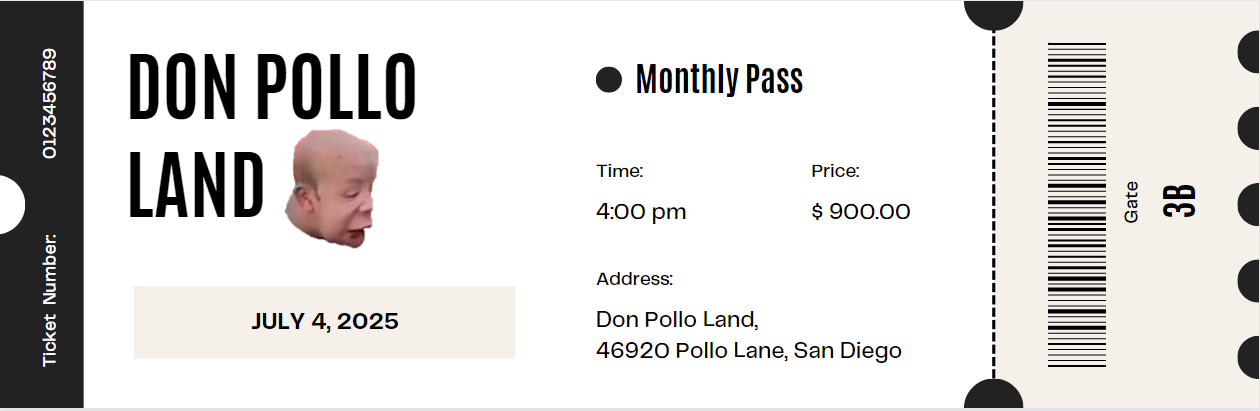 Ticket Number: 0123456789
DON POLLO
LAND
JULY 4, 2025
Monthly Pass
Time:
4:00 pm
Price:
$ 900.00
Address:
Don Pollo Land,
46920 Pollo Lane, San Diego
Gate
3B